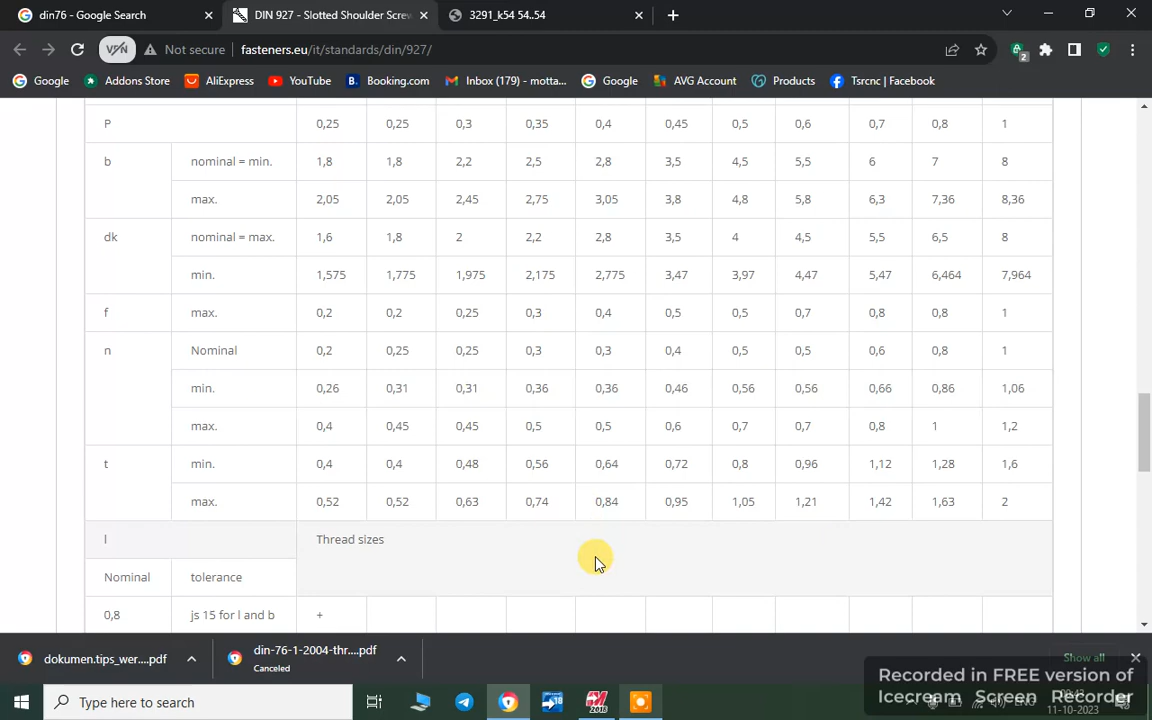 din76 - Google Search
DIN 927 - Slotted Shoulder Screw
3291_k54 54..54
VPN
Not secure
fasteners.eu/it/standards/din/927/
2
Google
Addons Store
AliExpress
YouTube
Booking.com
Inbox (179) - motta...
Google
AVG Account
Products
Tsrcnc | Facebook
P 0,25 0,25 0,3 0,35 0,4 0,45 0,5 0,6 0,7 0,8 1
b nominal = min. 1,8 1,8 2,2 2,5 2,8 3,5 4,5 5,5 6 7 8
max. 2,05 2,05 2,45 2,75 3,05 3,8 4,8 5,8 6,3 7,36 8,36
dk nominal = max. 1,6 1,8 2 2,2 2,8 3,5 4 4,5 5,5 6,5 8
min. 1,575 1,775 1,975 2,175 2,775 3,47 3,97 4,47 5,47 6,464 7,964
f max. 0,2 0,2 0,25 0,3 0,4 0,5 0,5 0,7 0,8 0,8 1
n Nominal 0,2 0,25 0,25 0,3 0,3 0,4 0,5 0,5 0,6 0,8 1
min. 0,26 0,31 0,31 0,36 0,36 0,46 0,56 0,56 0,66 0,86 1,06
max. 0,4 0,45 0,45 0,5 0,5 0,6 0,7 0,7 0,8 1 1,2
t min. 0,4 0,4 0,48 0,56 0,64 0,72 0,8 0,96 1,12 1,28 1,6
max. 0,52 0,52 0,63 0,74 0,84 0,95 1,05 1,21 1,42 1,63 2
l Thread sizes
Nominal tolerance
0,8 js 15 for l and b +
dokumen.tips_wer....pdf
din-76-1-2004-thr....pdf
Canceled
Show all
Recorded in FREE version of
Icecream Screen Recorder
Type here to search
2018
11-10-2023